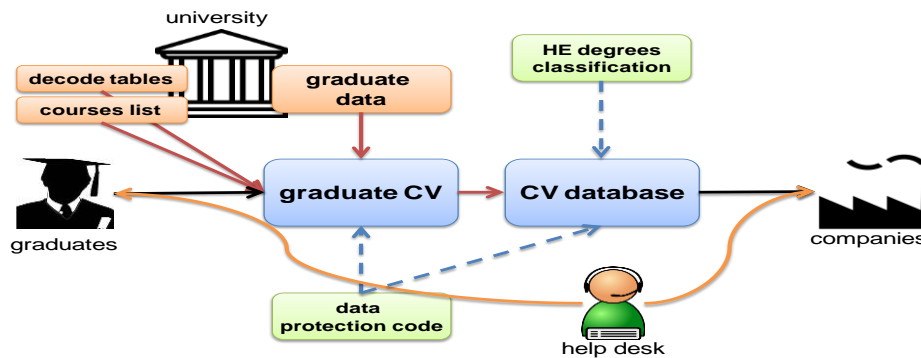 university
HE degrees
classification
decode tables
graduate
data
courses list
graduate CV
CV database
graduates
companies
data
protection code
help desk